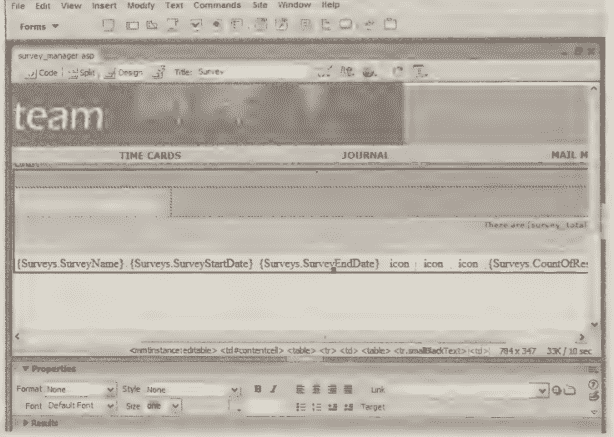 File Edit View Insert Modify Text Commands Site Window Help
Forms
survey_manager.asp
Code Split Design Title: Survey
team
TIME CARDS JOURNAL MAIL M
There are {survey_total
{Surveys.SurveyName} {Surveys.SurveyStartDate} {Surveys.SurveyEndDate} icon icon icon {Surveys.CountOfRes
<mmtinstance:editable> <td#contentcell> <table> <tr> <td> <table> <tr.smallBlackText> <td> 784 x 347 33K / 10 sec
Properties
Format None Style None B I Link
Font Default Font Size one Target
Results